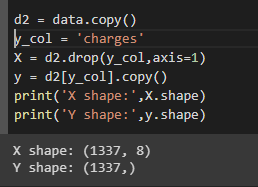 d2 = data.copy()
y_col = 'charges'
X = d2.drop(y_col,axis=1)
y = d2[y_col].copy()
print('X shape:',X.shape)
print('Y shape:',y.shape)
X shape: (1337, 8)
Y shape: (1337,)